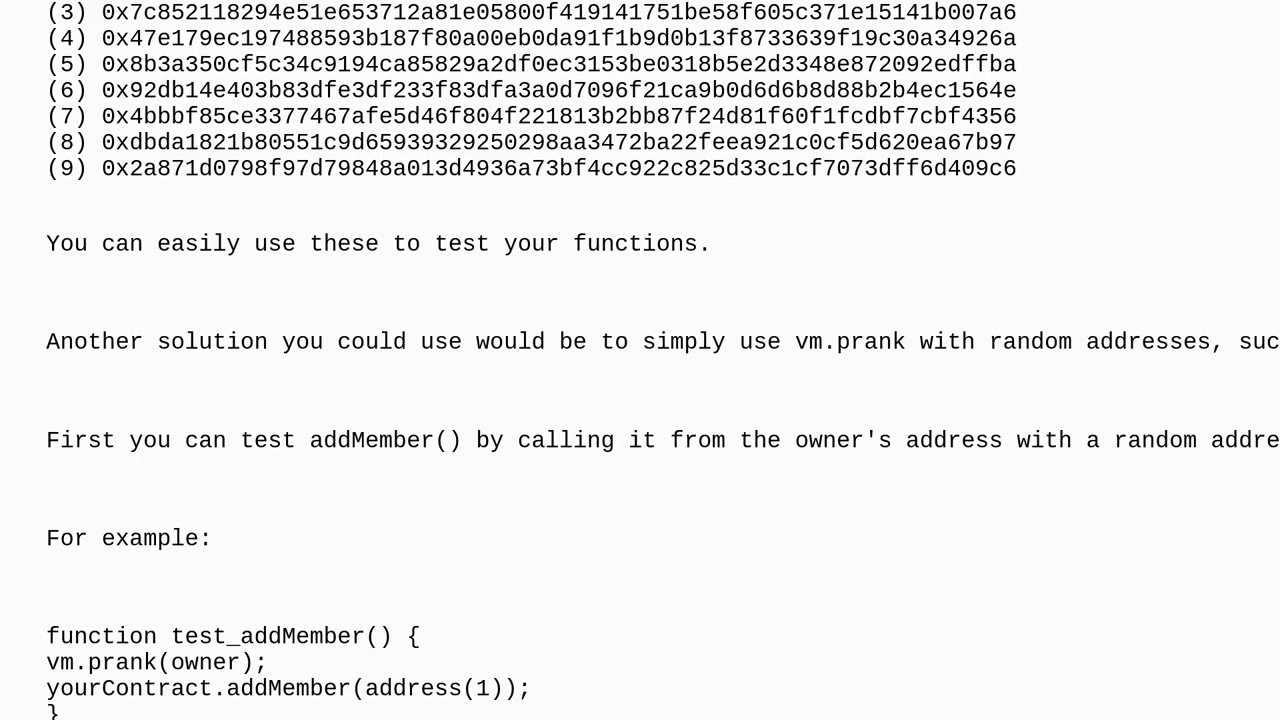 (3) 0x7c852118294e51e653712a81e05800f419141751be58f605c371e15141b007a6
(4) 0x47e179ec197488593b187f80a00eb0da91f1b9d0b13f8733639f19c30a34926a
(5) 0x8b3a350cf5c34c9194ca85829a2df0ec3153be0318b5e2d3348e872092edffba
(6) 0x92db14e403b83dfe3df233f83dfa3a0d7096f21ca9b0d6d6b8d88b2b4ec1564e
(7) 0x4bbbf85ce3377467afe5d46f804f221813b2bb87f24d81f60f1fcdbf7cbf4356
(8) 0xdbda1821b80551c9d65939329250298aa3472ba22feea921c0cf5d620ea67b97
(9) 0x2a871d0798f97d79848a013d4936a73bf4cc922c825d33c1cf7073dff6d409c6
You can easily use these to test your functions.
Another solution you could use would be to simply use vm.prank with random addresses, suc
First you can test addMember() by calling it from the owner's address with a random addre
For example:
function test_addMember() {
vm.prank(owner);
yourContract.addMember(address(1));
}